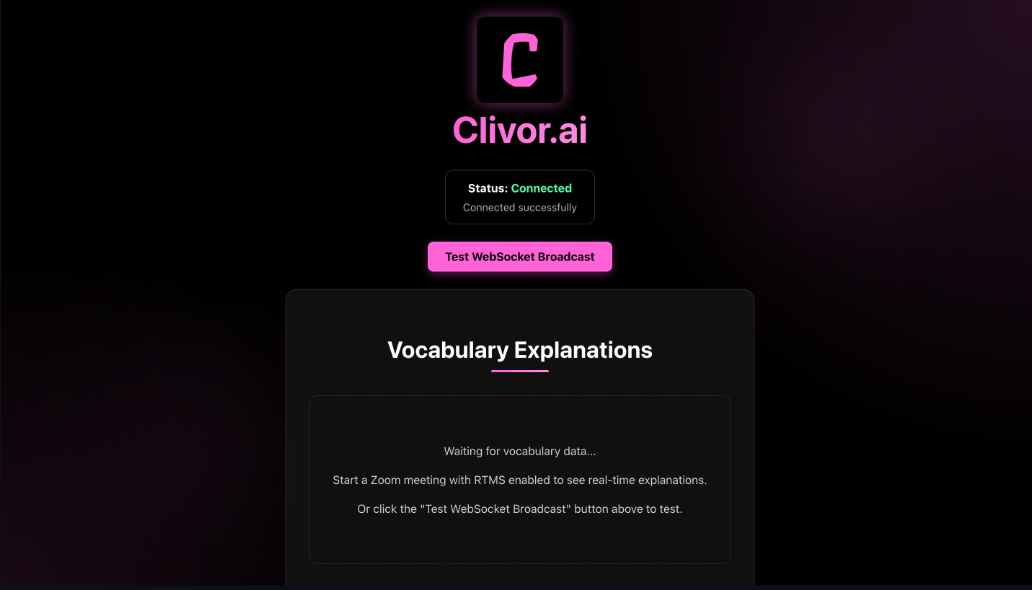 C
Clivor.ai
Status: Connected
Connected successfully
Test WebSocket Broadcast
Vocabulary Explanations
Waiting for vocabulary data...
Start a Zoom meeting with RTMS enabled to see real-time explanations.
Or click the "Test WebSocket Broadcast" button above to test.